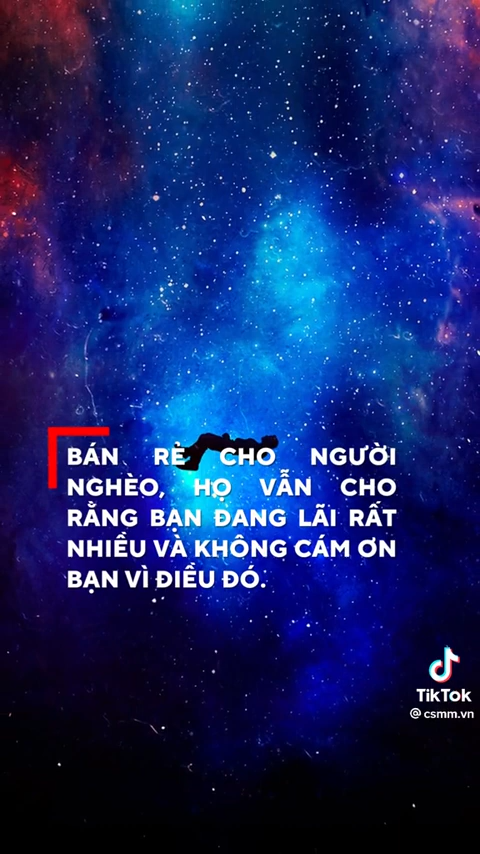 BÁN RẺ CHO NGƯỜI
NGHÈO, HỌ VẪN CHO
RẰNG BẠN ĐANG LÃI RẤT
NHIỀU VÀ KHÔNG CÁM ƠN
BẠN VÌ ĐIỀU ĐÓ.
TikTok
@csmm.vn